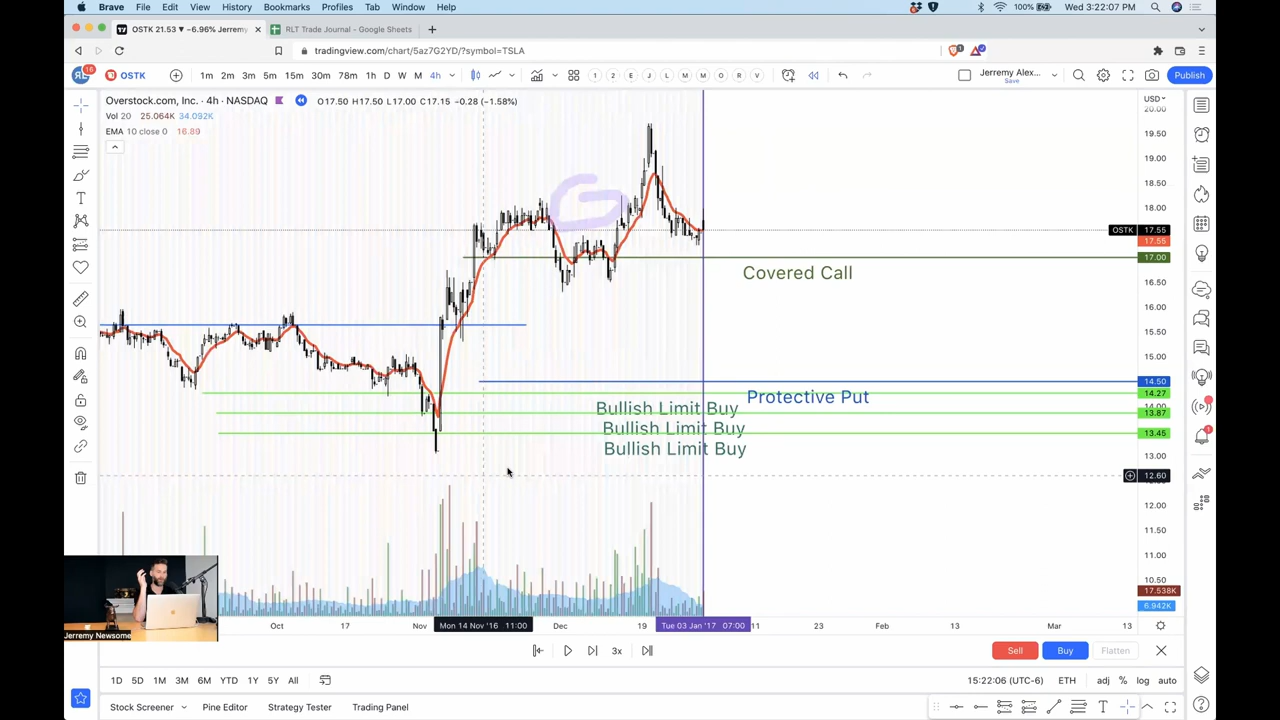 Brave File Edit View History Bookmarks Profiles Tab Window Help 100% Wed 3:22:07 PM
OSTK 21.53 ▼ −6.96% Jerremy RLT Trade Journal - Google Sheets
tradingview.com/chart/5az7G2YD/?symbol=TSLA
RL 16 OSTK 1m 2m 3m 5m 15m 30m 78m 1h D W M 4h 1 2 E J L M M O R V Jerremy Alex... Save Publish
Overstock.com, Inc. · 4h · NASDAQ O17.50 H17.50 L17.00 C17.15 −0.28 (−1.58%) USD
Vol 20 25.064K 34.092K
EMA 10 close 0 16.89
20.00
19.50
19.00
18.50
18.00
G
OSTK 17.55
17.55
17.00
Covered Call
16.50
16.00
15.50
15.00
14.50
Protective Put
14.27
14.00
Bullish Limit Buy
13.87
Bullish Limit Buy
13.45
Bullish Limit Buy
13.00
12.60
12.00
11.50
11.00
10.50
17.538K
6.942K
Jerremy Newsome
Oct 17 Nov Mon 14 Nov '16 11:00 Dec 19 Tue 03 Jan '17 07:00 11 23 Feb 13 Mar 13
3x Sell Buy Flatten
1D 5D 1M 3M 6M YTD 1Y 5Y All 15:22:06 (UTC-6) ETH adj % log auto
Stock Screener Pine Editor Strategy Tester Trading Panel